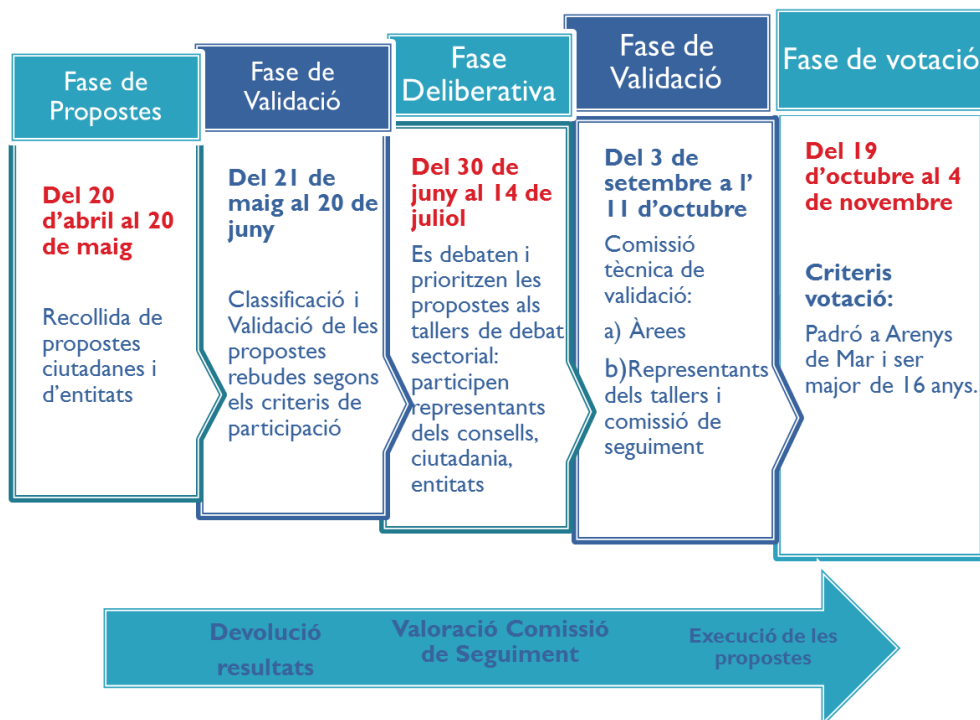 Fase de
Propostes
Del 20
d'abril al 20
de maig
Recollida de
propostes
ciutadanes i
d'entitats
Fase de
Validació
Del 21 de
maig al 20 de
juny
Classificació i
Validació de les
propostes
rebudes segons
els criteris de
participació
Fase
Deliberativa
Del 30 de
juny al 14 de
juliol
Es debaten i
prioritzen les
propostes als
tallers de debat
sectorial:
participen
representants
dels consells,
ciutadania,
entitats
Fase de
Validació
Del 3 de
setembre a l'
11 d'octubre
Comissió
tècnica de
validació:
a) Àrees
b)Representants
dels tallers i
comissió de
seguiment
Fase de votació
Del 19
d'octubre al 4
de novembre
Criteris
votació:
Padró a Arenys
de Mar i ser
major de 16 anys.
Devolució
resultats
Valoració Comissió
de Seguiment
Execució de les
propostes